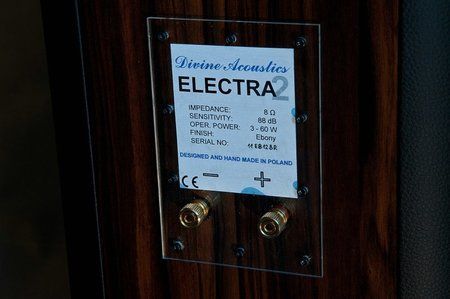 Divine Acoustics
ELECTRA2
IMPEDANCE: 8 Ω
SENSITIVITY: 88 dB
OPER. POWER: 3 - 60 W
FINISH: Ebony
SERIAL NO:
DESIGNED AND HAND MADE IN POLAND
CE − +